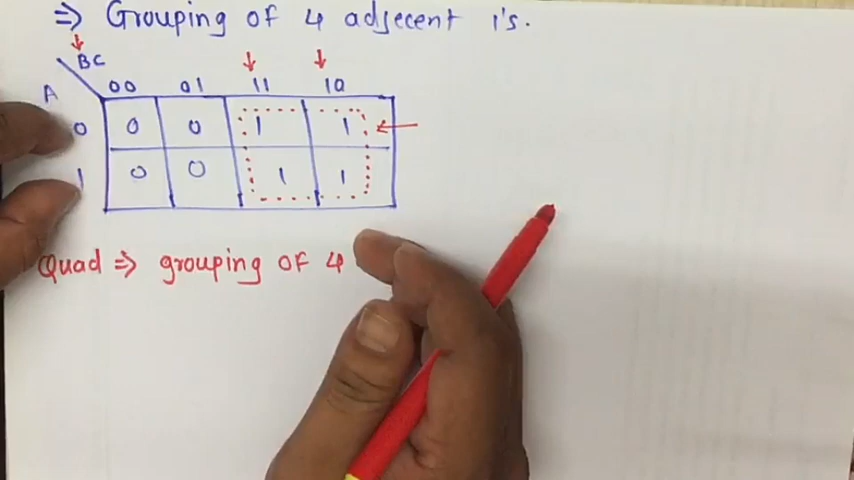 ⇒ Grouping of 4 adjecent 1's.
BC
A 00 01 11 10
0 0 0 1 1
1 0 0 1 1
Quad ⇒ grouping of 4